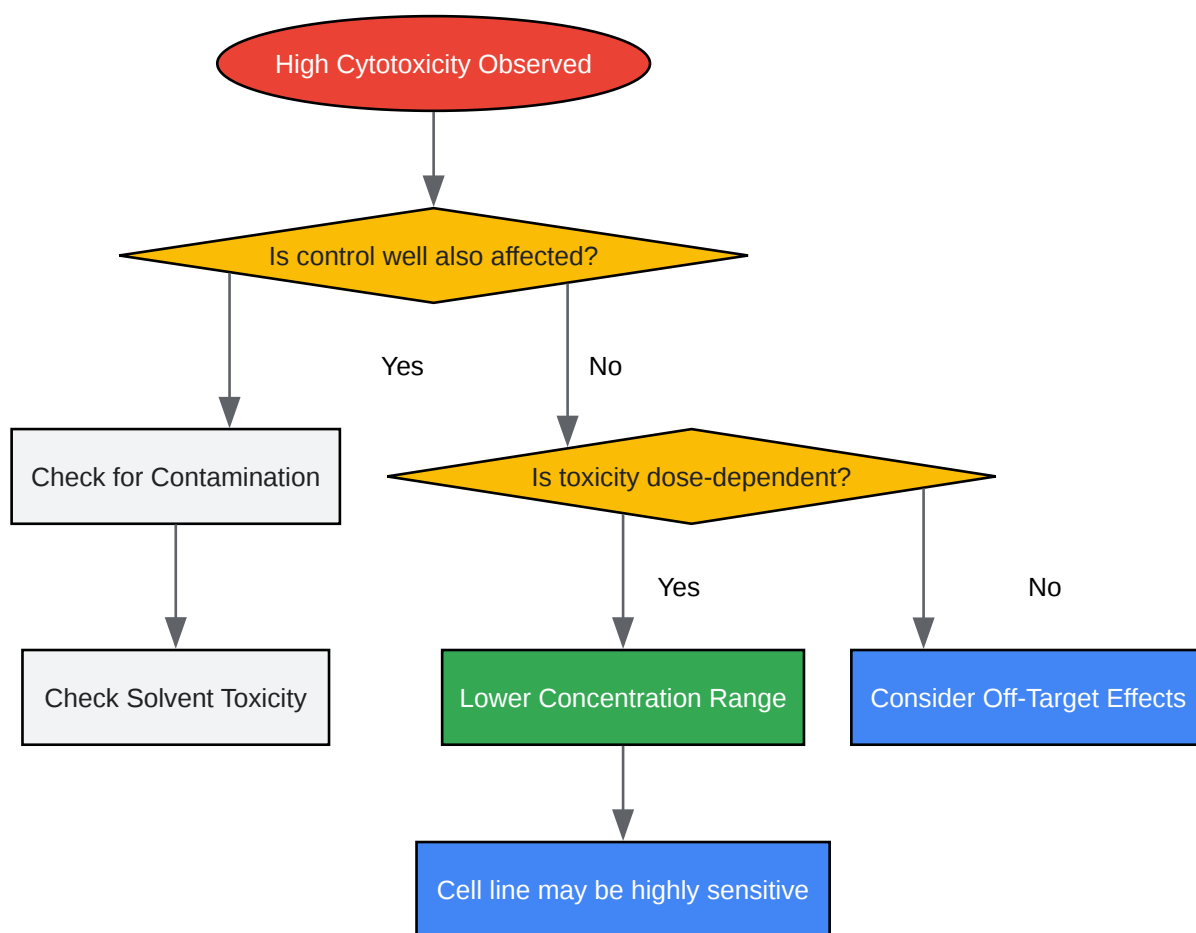 High Cytotoxicity Observed
Is control well also affected?
Yes
No
Check for Contamination
Is toxicity dose-dependent?
Yes
No
Check Solvent Toxicity
Lower Concentration Range
Consider Off-Target Effects
Cell line may be highly sensitive